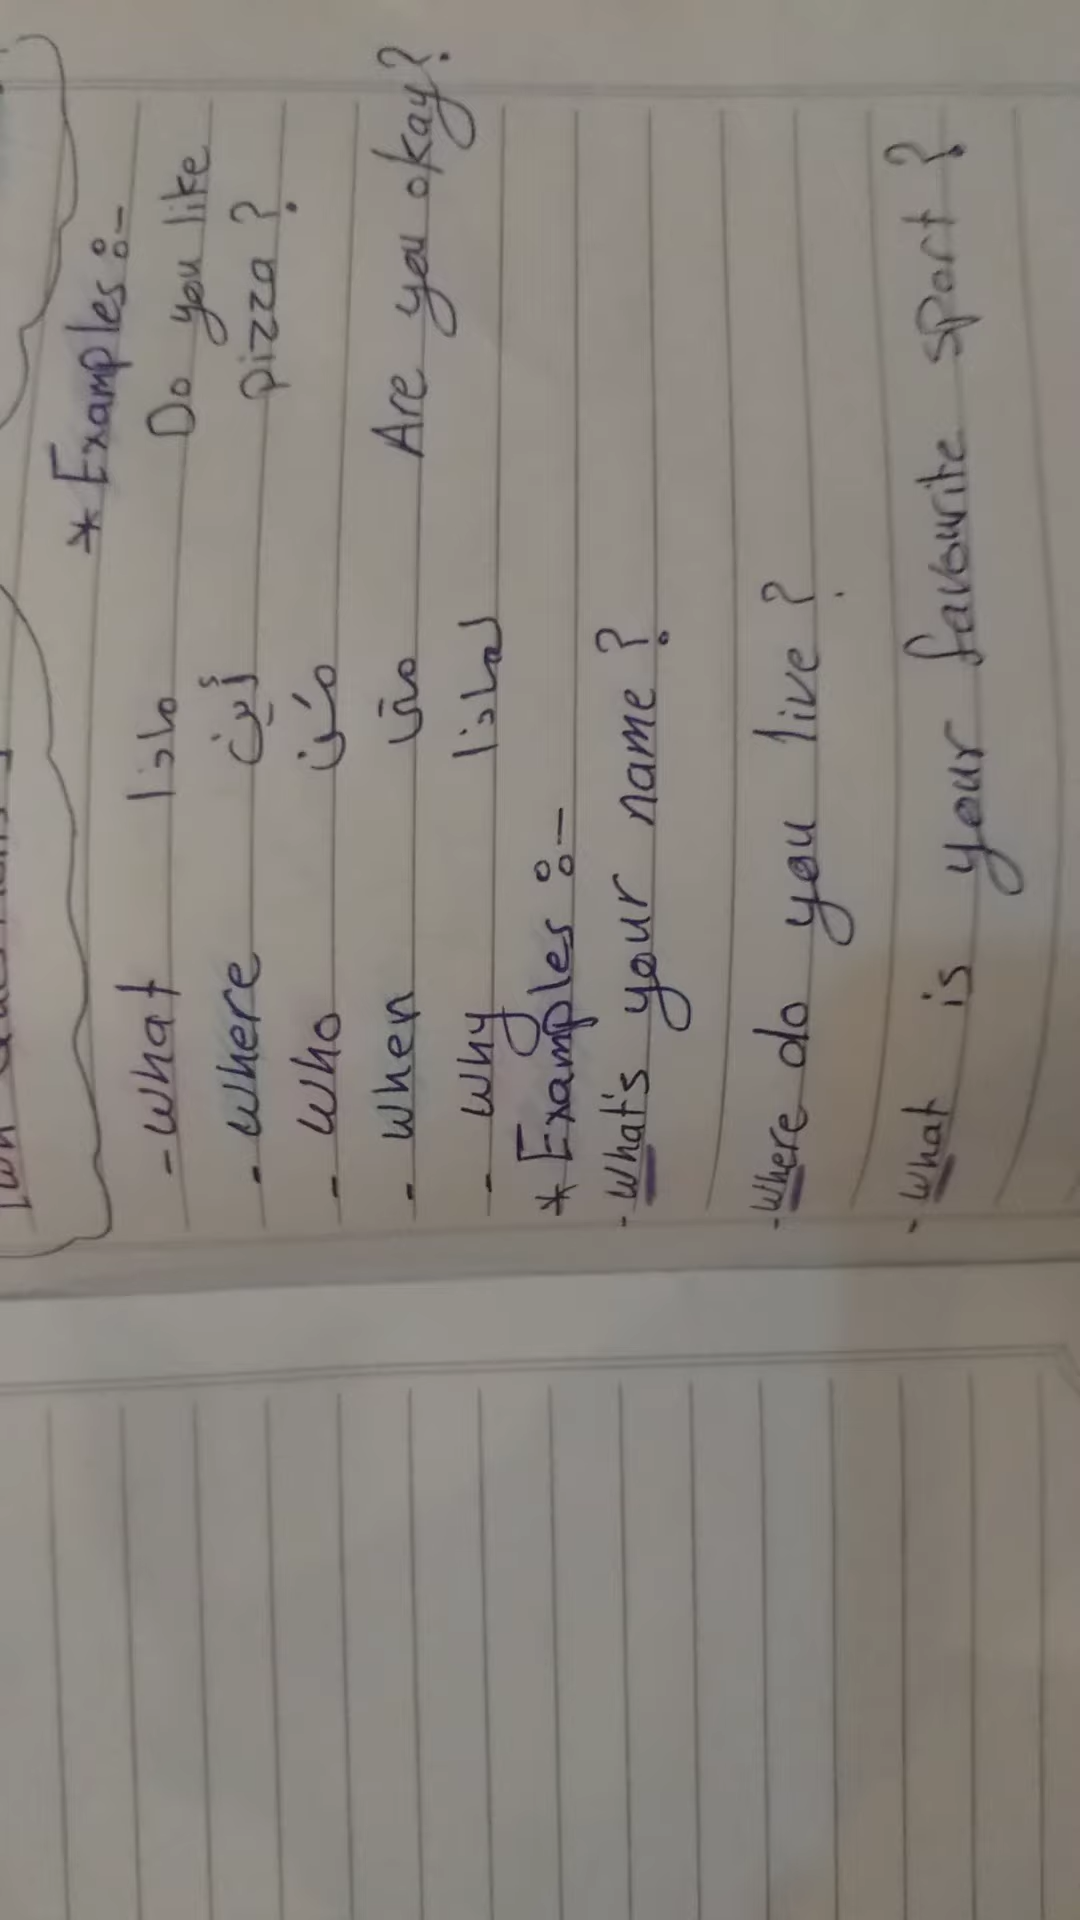 * Examples :-
- What ماذا
Do you like
- Where أين
pizza ?
- Who من
- When متى
Are you okay?
- Why لماذا
* Examples :-
- What's your name ?
- Where do you live ?
- What is your favourite sport ?